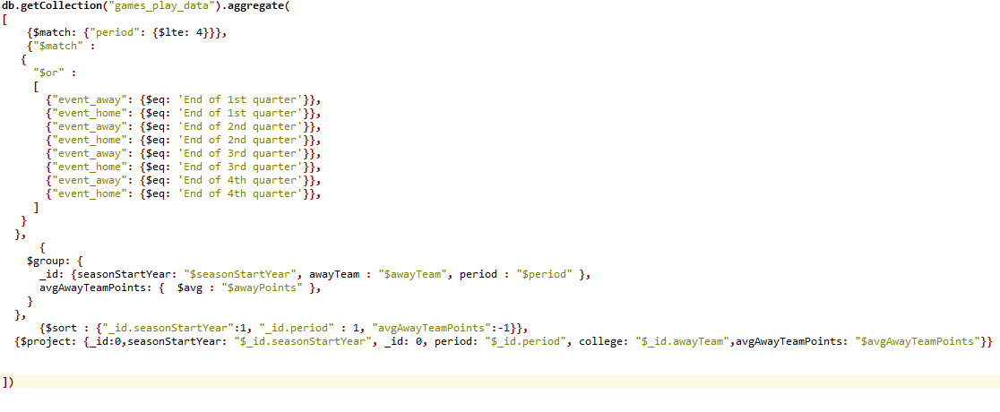 db.getCollection("games_play_data").aggregate(
[
{$match: {"period": {$lte: 4}}},
{"$match" :
{
"$or" :
[
{"event_away": {$eq: 'End of 1st quarter'}},
{"event_home": {$eq: 'End of 1st quarter'}},
{"event_away": {$eq: 'End of 2nd quarter'}},
{"event_home": {$eq: 'End of 2nd quarter'}},
{"event_away": {$eq: 'End of 3rd quarter'}},
{"event_home": {$eq: 'End of 3rd quarter'}},
{"event_away": {$eq: 'End of 4th quarter'}},
{"event_home": {$eq: 'End of 4th quarter'}},
]
}
},
{
$group: {
_id: {seasonStartYear: "$seasonStartYear", awayTeam : "$awayTeam", period : "$period" },
avgAwayTeamPoints: {  $avg : "$awayPoints" },
}
},
{$sort : {"_id.seasonStartYear":1, "_id.period" : 1, "avgAwayTeamPoints":-1}},
{$project: {_id:0,seasonStartYear: "$_id.seasonStartYear", _id: 0, period: "$_id.period", college: "$_id.awayTeam",avgAwayTeamPoints: "$avgAwayTeamPoints"}}
])